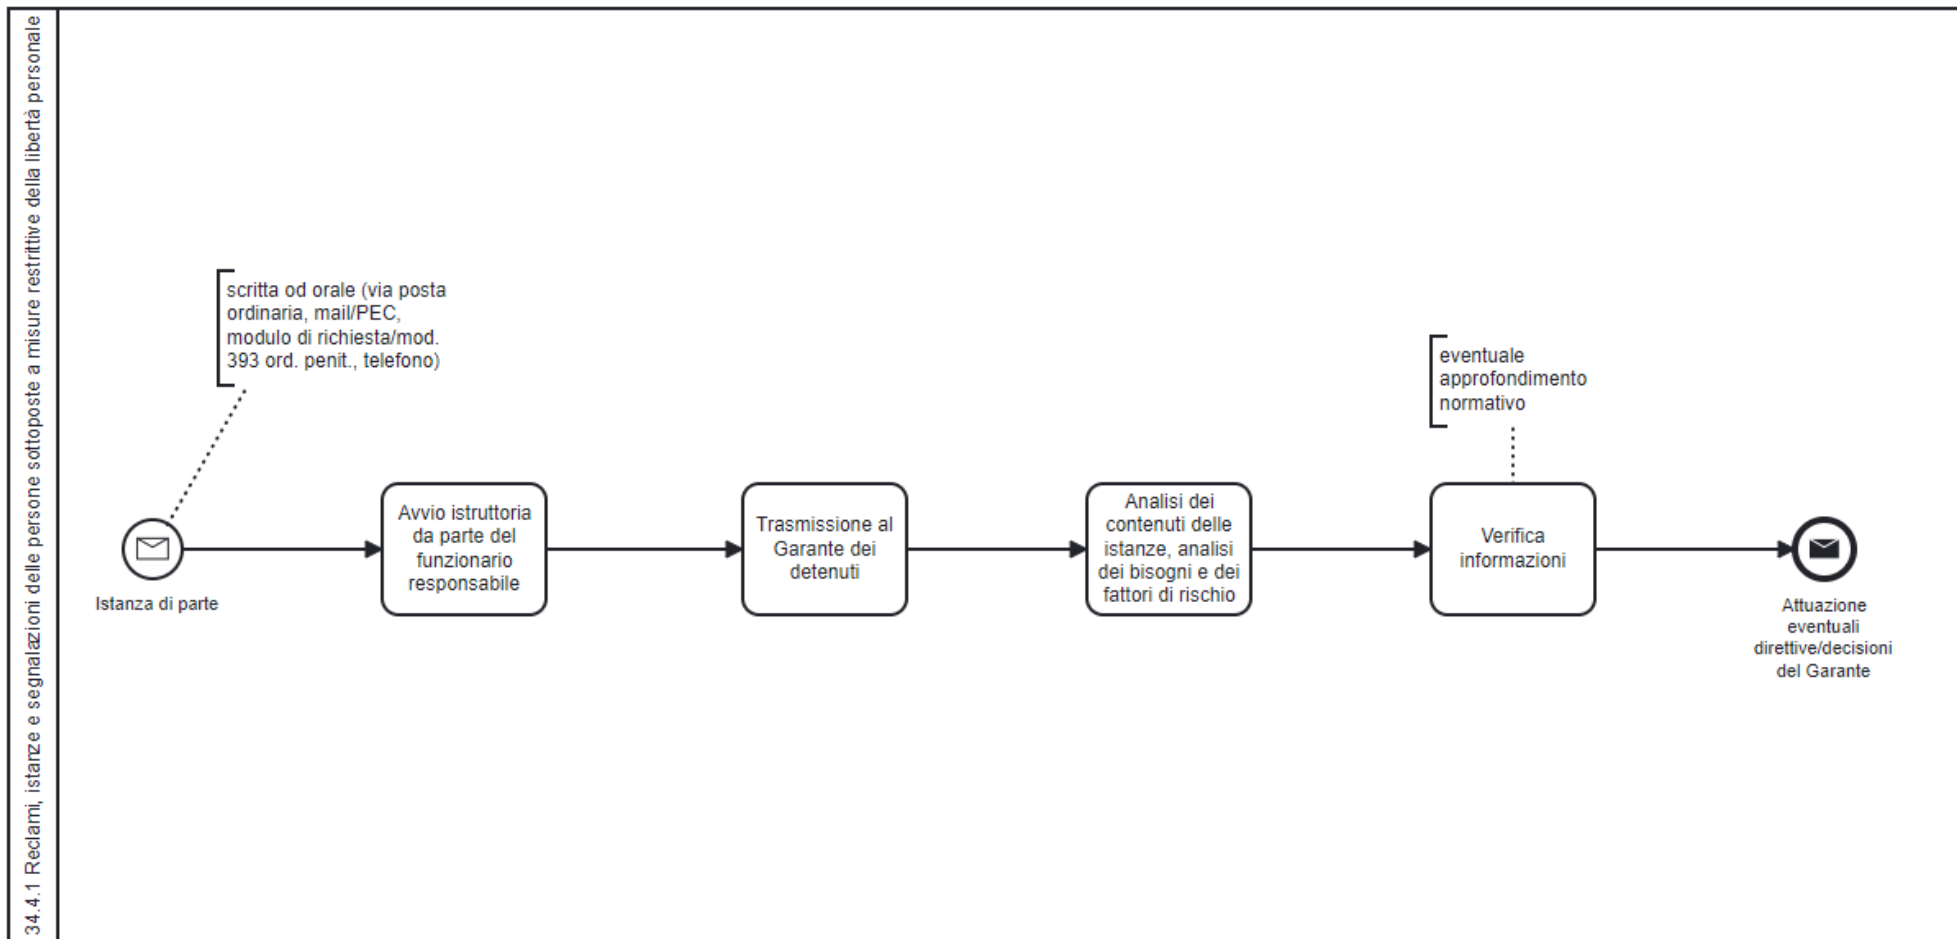 34.4.1 Reclami, istanze e segnalazioni delle persone sottoposte a misure restrittive della libertà personale
scritta od orale (via posta
ordinaria, mail/PEC,
modulo di richiesta/mod.
393 ord. penit., telefono)
eventuale
approfondimento
normativo
Istanza di parte
Avvio istruttoria
da parte del
funzionario
responsabile
Trasmissione al
Garante dei
detenuti
Analisi dei
contenuti delle
istanze, analisi
dei bisogni e dei
fattori di rischio
Verifica
informazioni
Attuazione
eventuali
direttive/decisioni
del Garante